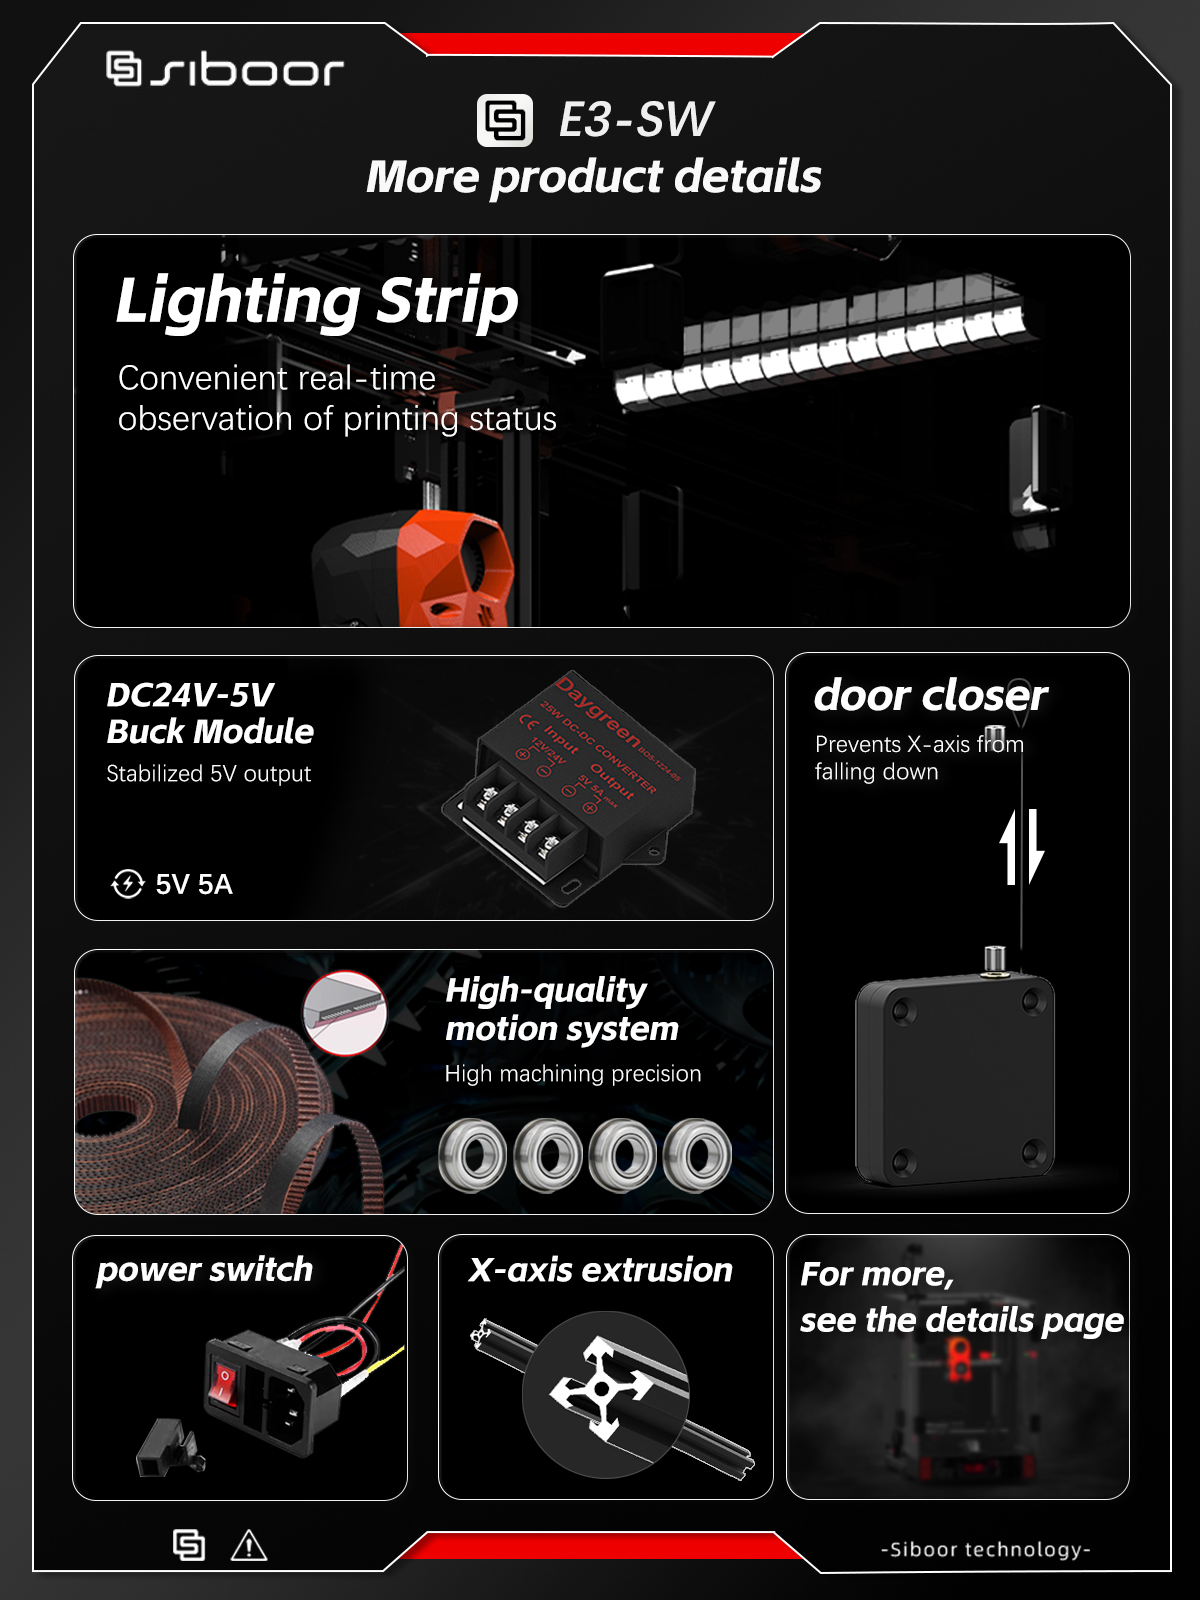 siboor
E3-SW
More product details
Lighting Strip
Convenient real-time
observation of printing status
DC24V-5V
Buck Module
Stabilized 5V output
5V 5A
Daygreen
25W DC-DC CONVERTER
Input
12V/24V
Output
5V 5A max
door closer
Prevents X-axis from
falling down
High-quality
motion system
High machining precision
power switch
X-axis extrusion
For more,
see the details page
-Siboor technology-